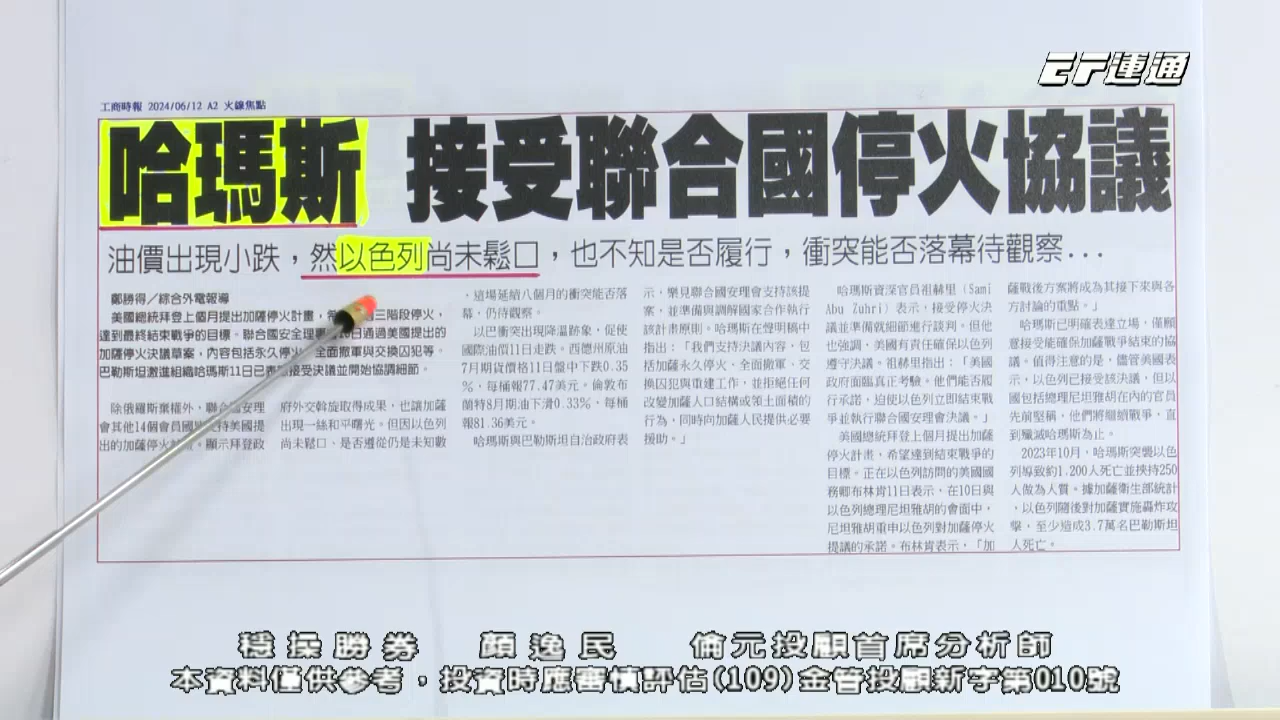 EF運通
工商時報 2024/06/12 A2 火線焦點
哈瑪斯 接受聯合國停火協議
油價出現小跌，然以色列尚未鬆口，也不知是否履行，衝突能否落幕待觀察...
鄭勝得／綜合外電報導
美國總統拜登上個月提出加薩停火計畫，希 三階段停火，
達到最終結束戰爭的目標。聯合國安全理事 日通過美國提出的
加薩停火決議草案，內容包括永久停火、全面撤軍與交換囚犯等。
巴勒斯坦激進組織哈瑪斯11日已表 接受決議並開始協調細節。
除俄羅斯棄權外，聯合國安理
會其他14個會員國 持美國提
出的加薩停火 。顯示拜登政
府外交斡旋取得成果，也讓加薩
出現一絲和平曙光。但因以色列
尚未鬆口、是否遵從仍是未知數
，這場延續八個月的衝突能否落
幕，仍待觀察。
以巴衝突出現降溫跡象，促使
國際油價11日走跌。西德州原油
7月期貨價格11日盤中下跌0.35
％，每桶報77.47美元。倫敦布
蘭特8月期油下滑0.33％，每桶
報81.36美元。
哈瑪斯與巴勒斯坦自治政府表
示，樂見聯合國安理會支持該提
案，並準備與調解國家合作執行
該計畫原則。哈瑪斯在聲明稿中
指出：「我們支持決議內容，包
括加薩永久停火、全面撤軍、交
換囚犯與重建工作，並拒絕任何
改變加薩人口結構或領土面積的
行為，同時向加薩人民提供必要
援助。」
哈瑪斯資深官員祖赫里（Sami
Abu Zuhri）表示，接受停火決
議並準備就細節進行談判。但他
也強調，美國有責任確保以色列
遵守決議。祖赫里指出：「美國
政府面臨真正考驗。他們能否履
行承諾，迫使以色列立即結束戰
爭並執行聯合國安理會決議。」
美國總統拜登上個月提出加薩
停火計畫，希望達到結束戰爭的
目標。正在以色列訪問的美國國
務卿布林肯11日表示，在10日與
以色列總理尼坦雅胡的會面中，
尼坦雅胡重申以色列對加薩停火
提議的承諾。布林肯表示，「加
薩戰後方案將成為其接下來與各
方討論的重點。」
哈瑪斯已明確表達立場，僅願
意接受能確保加薩戰爭結束的協
議。值得注意的是，儘管美國表
示，以色列已接受該決議，但以
國包括總理尼坦雅胡在內的官員
先前堅稱，他們將繼續戰爭，直
到殲滅哈瑪斯為止。
2023年10月，哈瑪斯突襲以色
列導致約1,200人死亡並挾持250
人做為人質。據加薩衛生部統計
，以色列隨後對加薩實施轟炸攻
擊，至少造成3.7萬名巴勒斯坦
人死亡。
穩操勝券 顏逸民 倫元投顧首席分析師
本資料僅供參考，投資時應審慎評估(109)金管投顧新字第010號